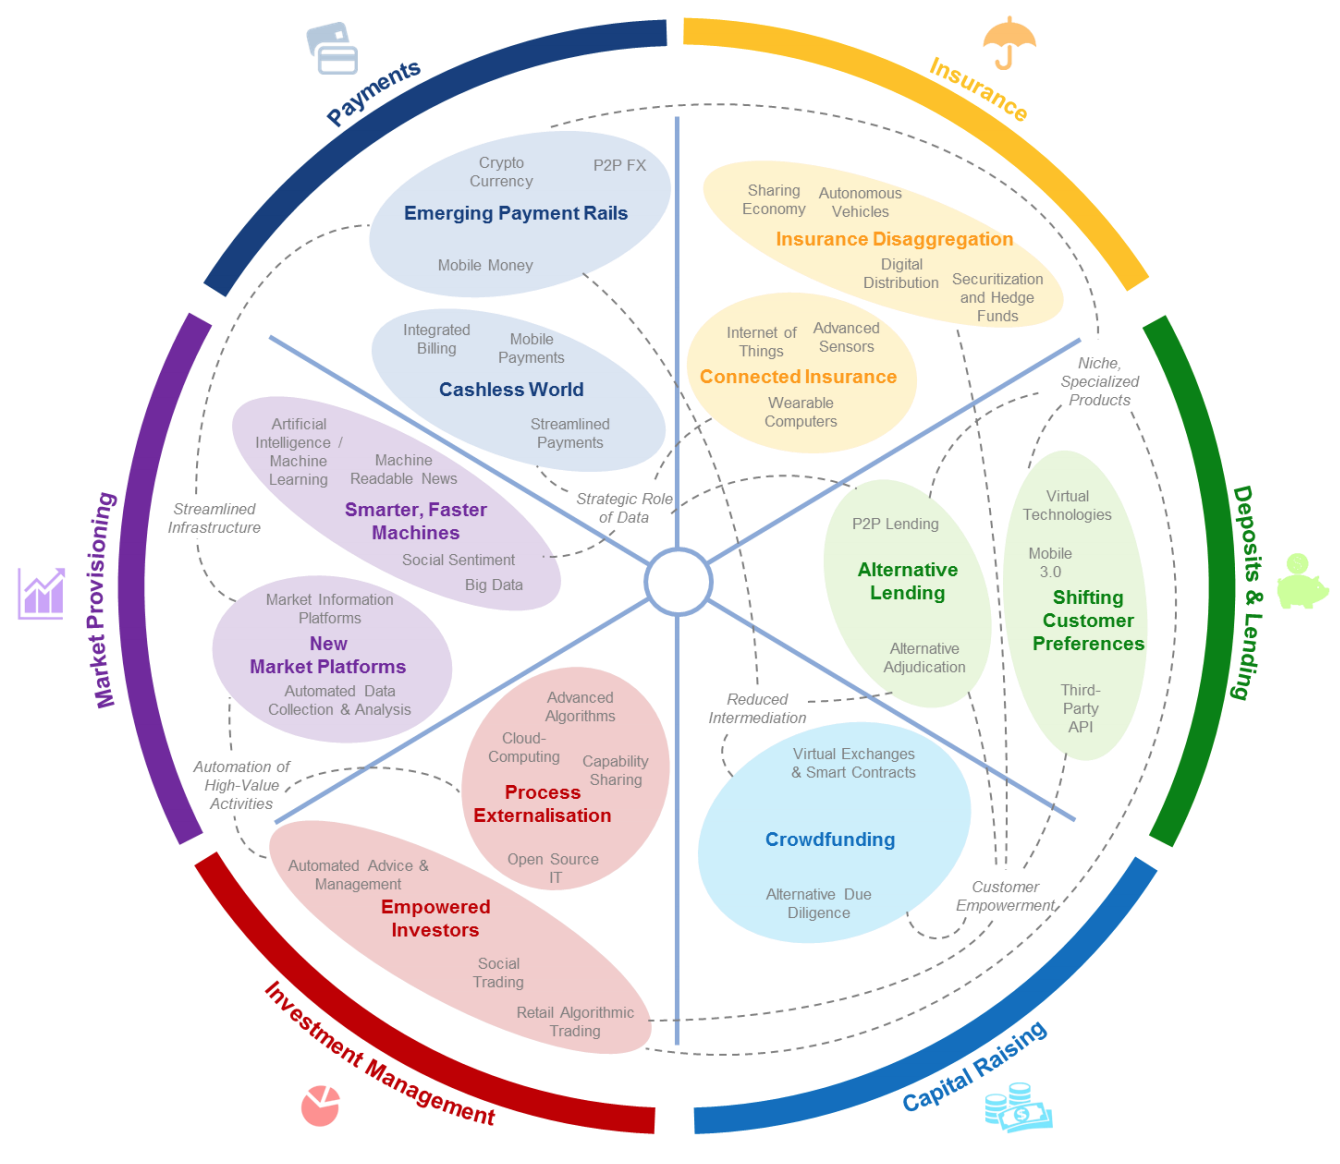 Payments
Insurance
Crypto
Currency
P2P FX
Emerging Payment Rails
Mobile Money
Sharing
Economy
Autonomous
Vehicles
Insurance Disaggregation
Digital
Distribution
Securitization
and Hedge
Funds
Integrated
Billing
Mobile
Payments
Cashless World
Streamlined
Payments
Internet of
Things
Advanced
Sensors
Connected Insurance
Wearable
Computers
Niche,
Specialized
Products
Artificial
Intelligence /
Machine
Learning
Machine
Readable News
Smarter, Faster
Machines
Social Sentiment
Big Data
Strategic Role
of Data
Streamlined
Infrastructure
Market Provisioning
P2P Lending
Alternative
Lending
Alternative
Adjudication
Virtual
Technologies
Mobile
3.0
Shifting
Customer
Preferences
Third-
Party
API
Deposits & Lending
Market Information
Platforms
New
Market Platforms
Automated Data
Collection & Analysis
Reduced
Intermediation
Automation of
High-Value
Activities
Advanced
Algorithms
Cloud-
Computing
Capability
Sharing
Process
Externalisation
Open Source
IT
Virtual Exchanges
& Smart Contracts
Crowdfunding
Alternative Due
Diligence
Customer
Empowerment
Automated Advice &
Management
Empowered
Investors
Social
Trading
Retail Algorithmic
Trading
Investment Management
Capital Raising
$